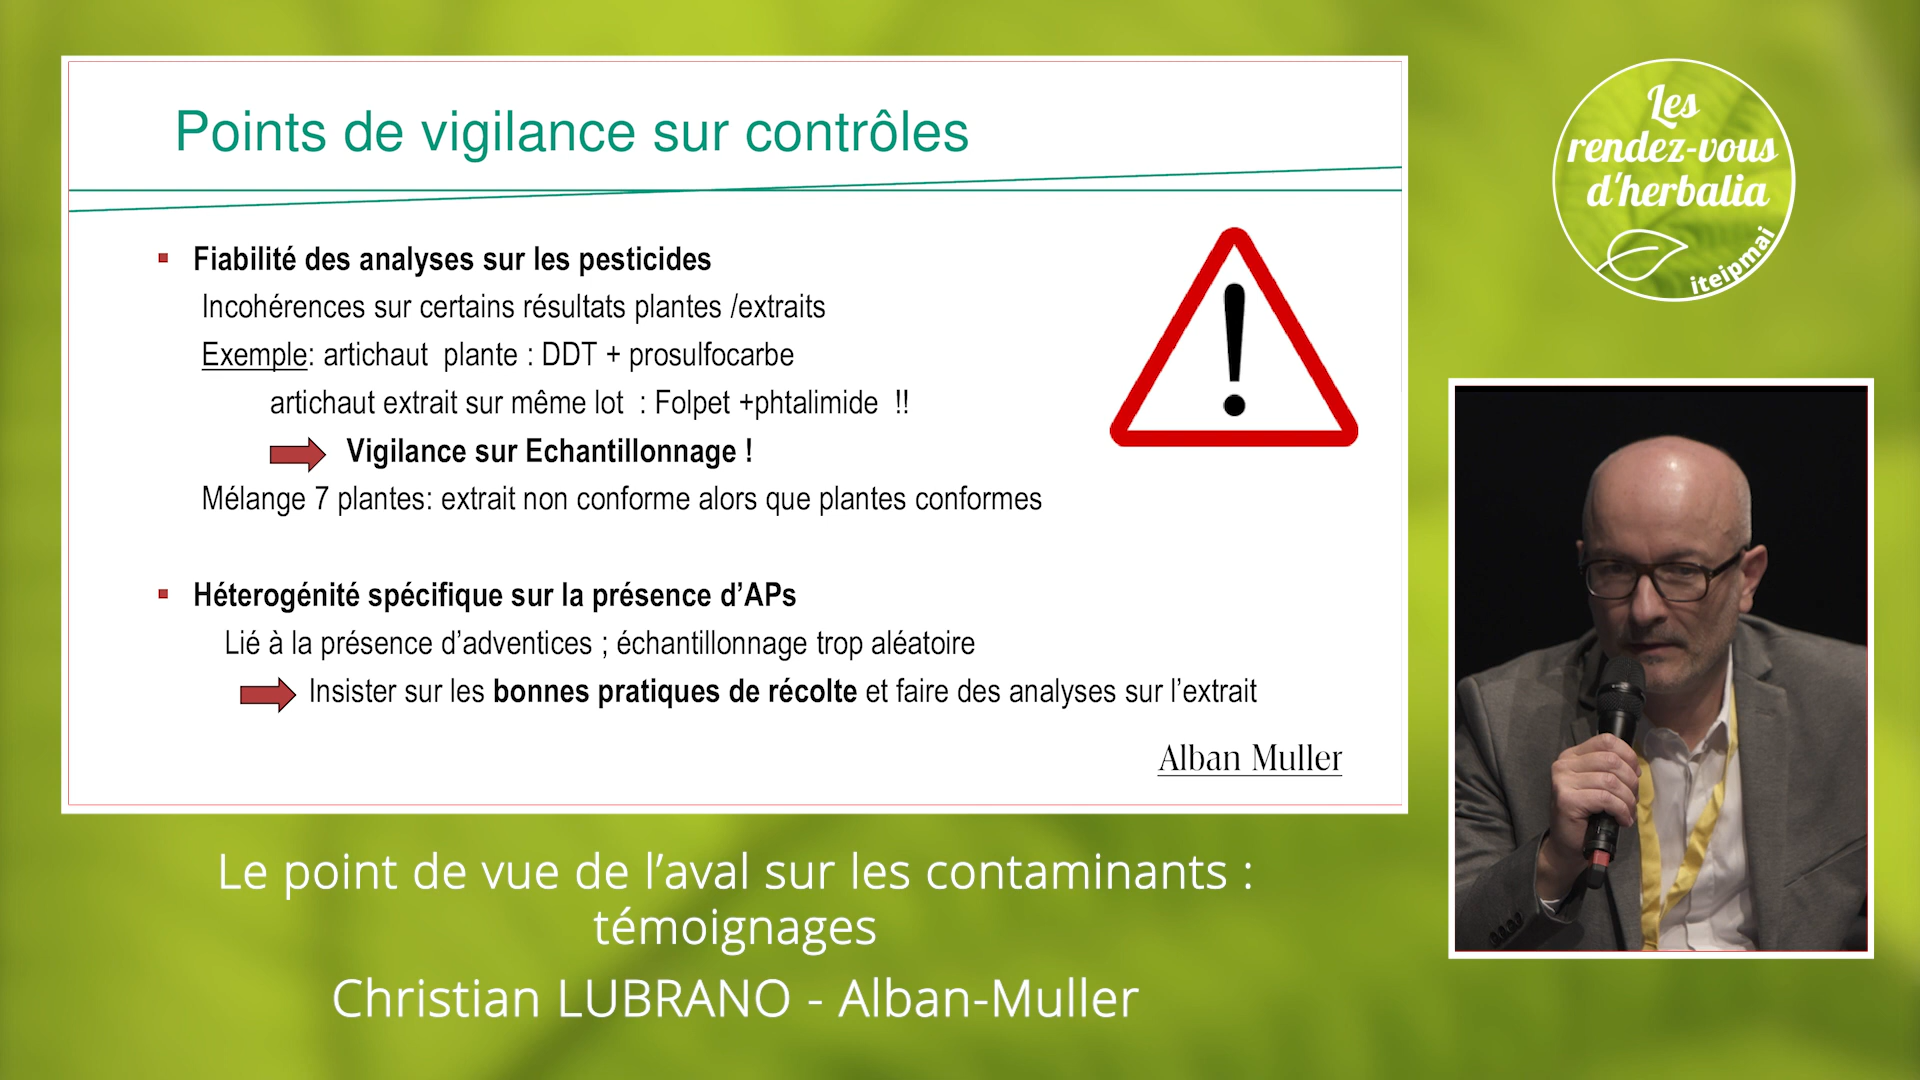 Points de vigilance sur contrôles
Fiabilité des analyses sur les pesticides
Incohérences sur certains résultats plantes /extraits
Exemple: artichaut plante : DDT + prosulfocarbe
artichaut extrait sur même lot : Folpet +phtalimide !!
Vigilance sur Echantillonnage !
Mélange 7 plantes: extrait non conforme alors que plantes conformes
Héterogénité spécifique sur la présence d'APs
Lié à la présence d'adventices ; échantillonnage trop aléatoire
Insister sur les bonnes pratiques de récolte et faire des analyses sur l'extrait
Alban Muller
Les
rendez-vous
d'herbalia
iteipmai
Le point de vue de l'aval sur les contaminants :
témoignages
Christian LUBRANO - Alban-Muller